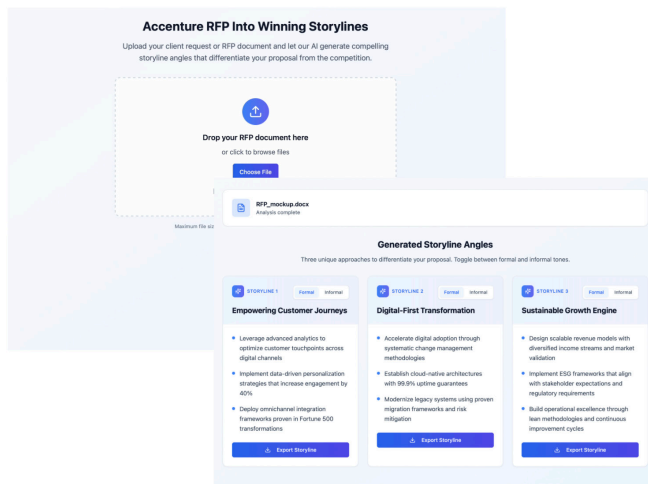 Accenture RFP Into Winning Storylines
Upload your client request or RFP document and let our AI generate compelling
storyline angles that differentiate your proposal from the competition.
Drop your RFP document here
or click to browse files
Choose File
Maximum file
RFP_mockup.docx
Analysis complete
Generated Storyline Angles
Three unique approaches to differentiate your proposal. Toggle between formal and informal tones.
STORYLINE 1
Formal
Informal
Empowering Customer Journeys
Leverage advanced analytics to
optimize customer touchpoints across
digital channels
Implement data-driven personalization
strategies that increase engagement by
40%
Deploy omnichannel integration
frameworks proven in Fortune 500
transformations
Export Storyline
STORYLINE 2
Formal
Informal
Digital-First Transformation
Accelerate digital adoption through
systematic change management
methodologies
Establish cloud-native architectures
with 99.9% uptime guarantees
Modernize legacy systems using proven
migration frameworks and risk
mitigation
Export Storyline
STORYLINE 3
Formal
Informal
Sustainable Growth Engine
Design scalable revenue models with
diversified income streams and market
validation
Implement ESG frameworks that align
with stakeholder expectations and
regulatory requirements
Build operational excellence through
lean methodologies and continuous
improvement cycles
Export Storyline